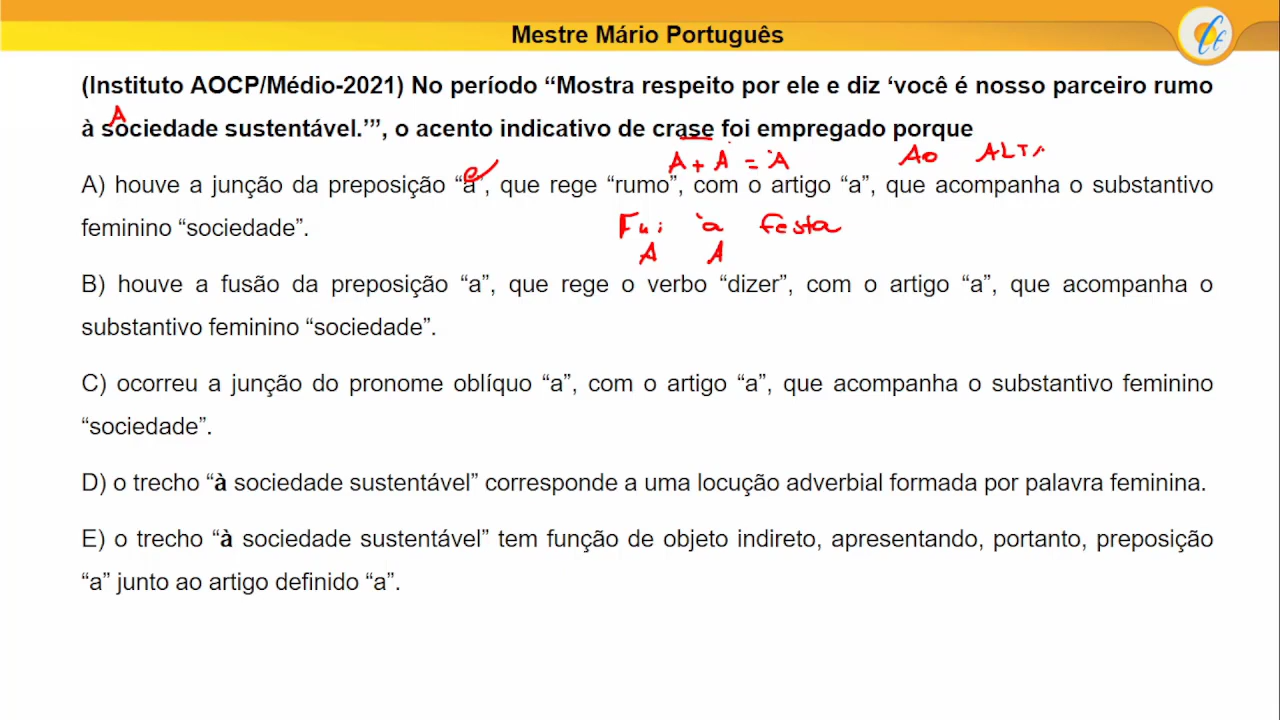 Mestre Mário Português
(Instituto AOCP/Médio-2021) No período “Mostra respeito por ele e diz ‘você é nosso parceiro rumo
A
à sociedade sustentável.’”, o acento indicativo de crase foi empregado porque
A + A = À
AO
A) houve a junção da preposição “a”, que rege “rumo”, com o artigo “a”, que acompanha o substantivo
feminino “sociedade”.
Fui à festa
A A
B) houve a fusão da preposição “a”, que rege o verbo “dizer”, com o artigo “a”, que acompanha o
substantivo feminino “sociedade”.
C) ocorreu a junção do pronome oblíquo “a”, com o artigo “a”, que acompanha o substantivo feminino
“sociedade”.
D) o trecho “à sociedade sustentável” corresponde a uma locução adverbial formada por palavra feminina.
E) o trecho “à sociedade sustentável” tem função de objeto indireto, apresentando, portanto, preposição
“a” junto ao artigo definido “a”.